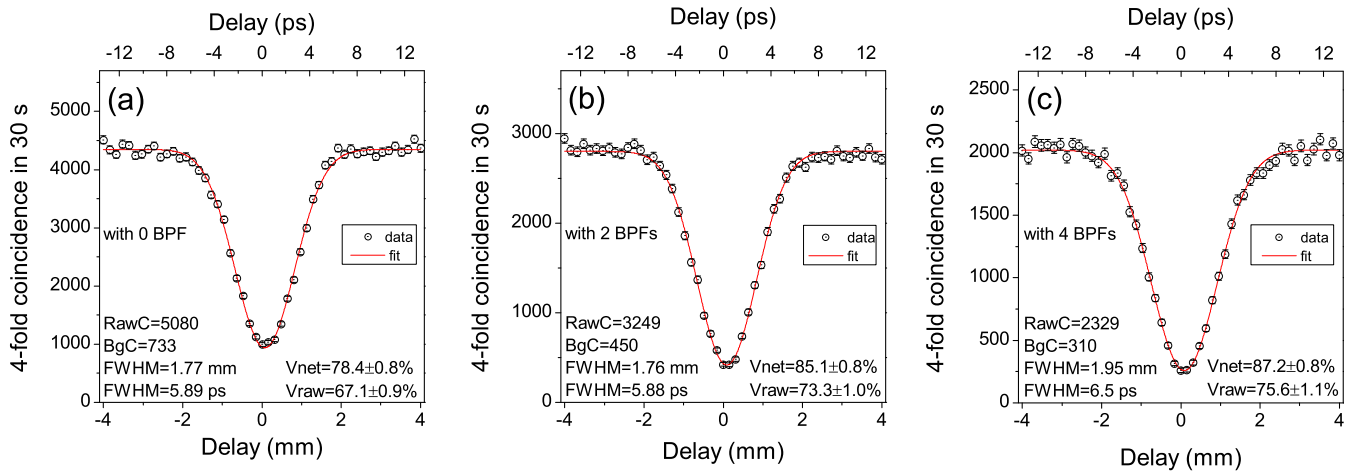 Delay (ps)
-12 -8 -4 0 4 8 12
(a)
4-fold coincidence in 30 s
5000
4000
3000
2000
1000
0
with 0 BPF
data
fit
RawC=5080
BgC=733
FWHM=1.77 mm
Vnet=78.4±0.8%
FWHM=5.89 ps
Vraw=67.1±0.9%
-4 -2 0 2 4
Delay (mm)
Delay (ps)
-12 -8 -4 0 4 8 12
(b)
4-fold coincidence in 30 s
3000
2000
1000
0
with 2 BPFs
data
fit
RawC=3249
BgC=450
FWHM=1.76 mm
Vnet=85.1±0.8%
FWHM=5.88 ps
Vraw=73.3±1.0%
-4 -2 0 2 4
Delay (mm)
Delay (ps)
-12 -8 -4 0 4 8 12
(c)
4-fold coincidence in 30 s
2500
2000
1500
1000
500
0
with 4 BPFs
data
fit
RawC=2329
BgC=310
FWHM=1.95 mm
Vnet=87.2±0.8%
FWHM=6.5 ps
Vraw=75.6±1.1%
-4 -2 0 2 4
Delay (mm)